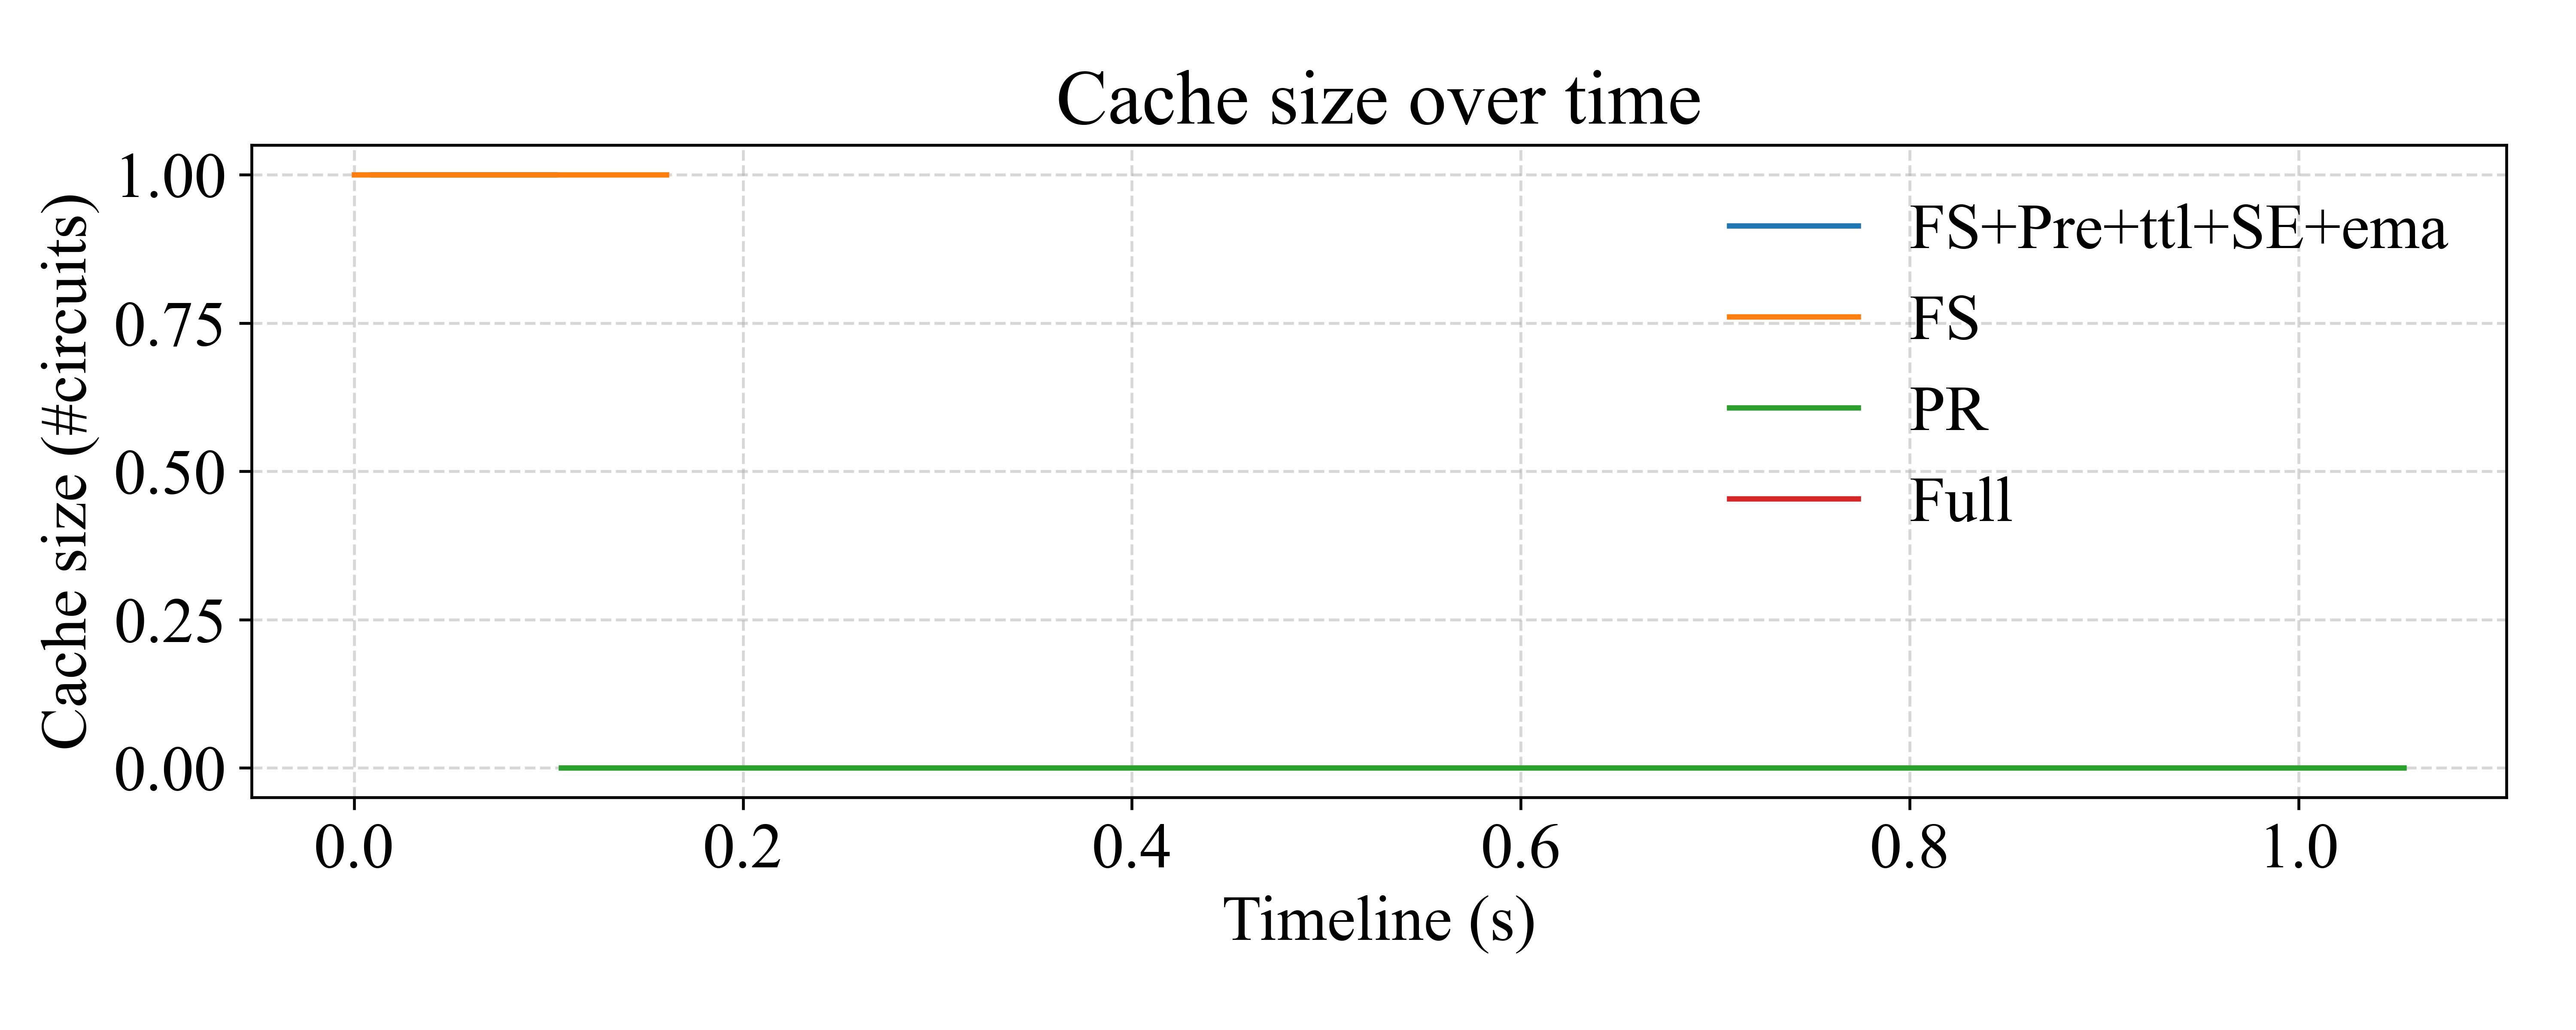 Cache size over time
Cache size (#circuits)
1.00
0.75
0.50
0.25
0.00
FS+Pre+ttl+SE+ema
FS
PR
Full
0.0 0.2 0.4 0.6 0.8 1.0
Timeline (s)